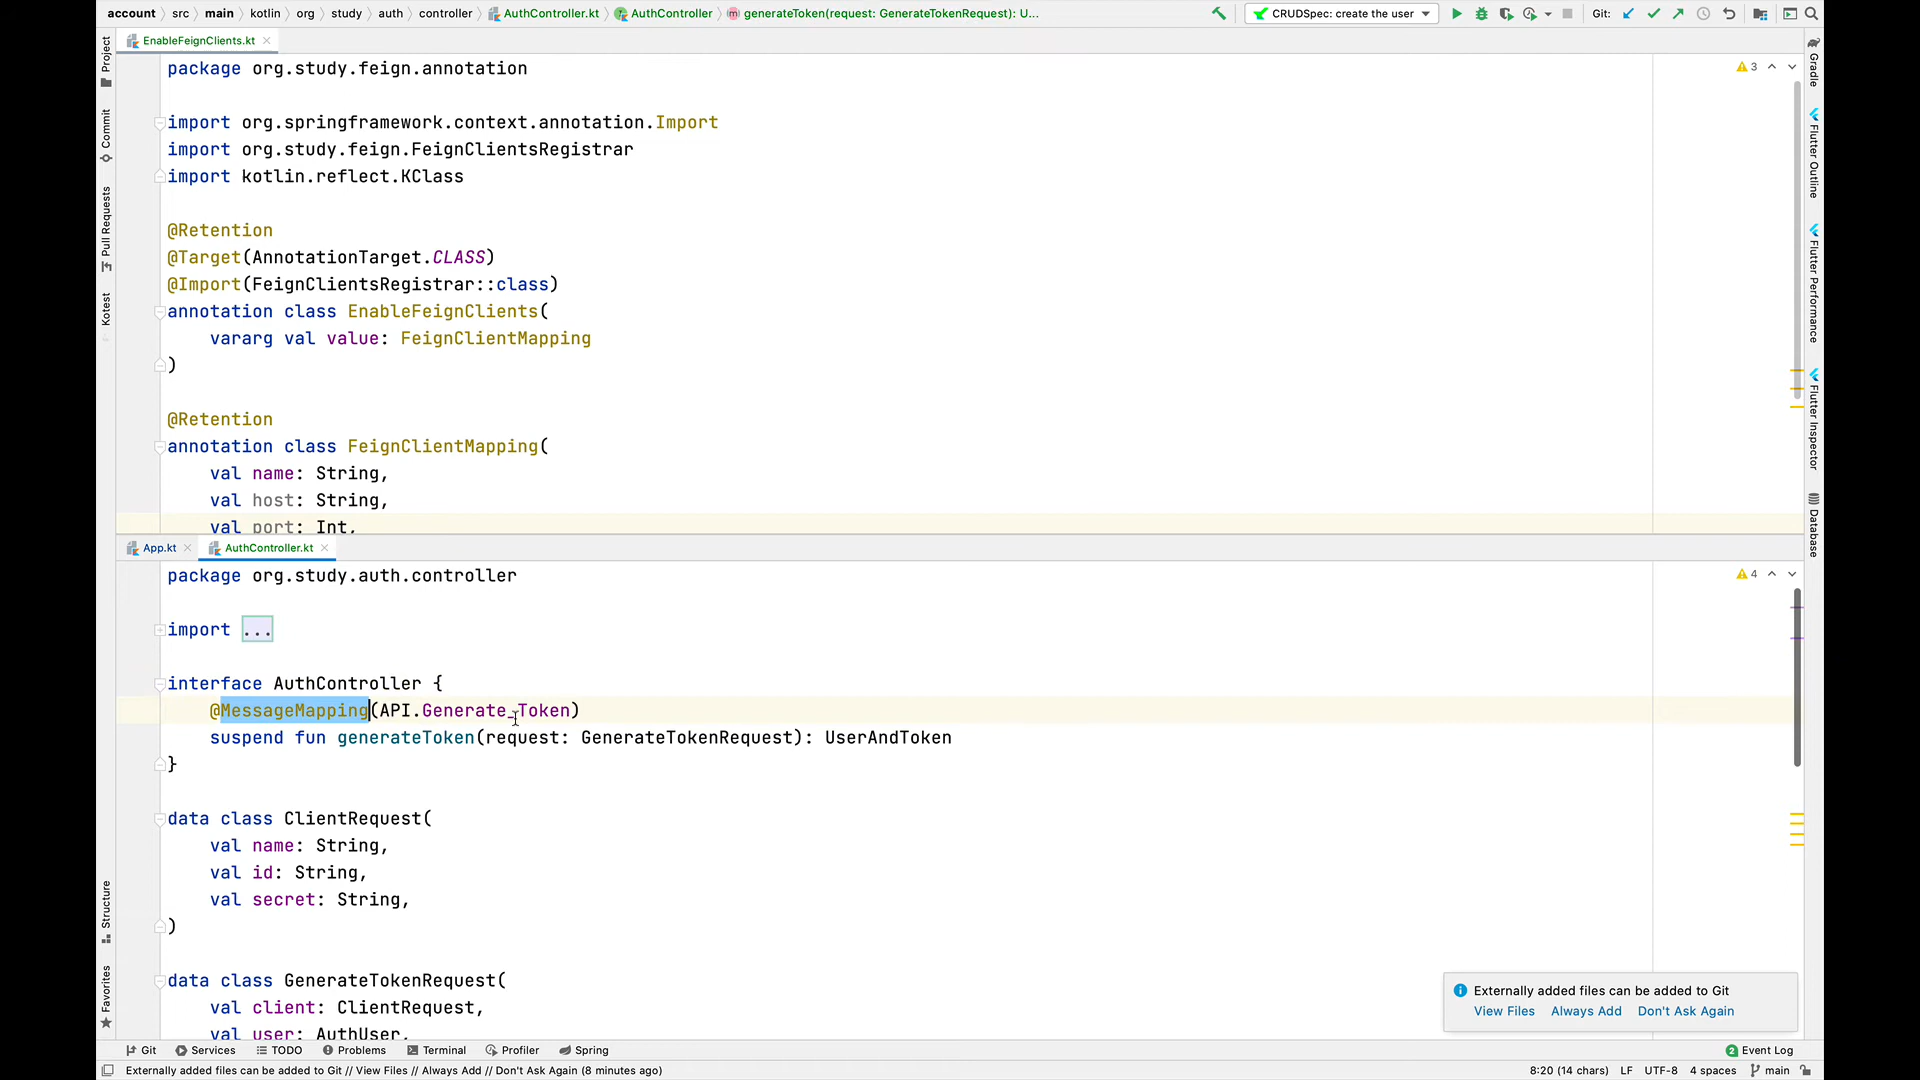 account src main kotlin org study auth controller AuthController.kt AuthController generateToken(request: GenerateTokenRequest): U... CRUDSpec: create the user Git:
EnableFeignClients.kt
package org.study.feign.annotation
3
import org.springframework.context.annotation.Import
import org.study.feign.FeignClientsRegistrar
import kotlin.reflect.KClass
@Retention
@Target(AnnotationTarget.CLASS)
@Import(FeignClientsRegistrar::class)
annotation class EnableFeignClients(
vararg val value: FeignClientMapping
)
@Retention
annotation class FeignClientMapping(
val name: String,
val host: String,
val port: Int,
App.kt AuthController.kt
package org.study.auth.controller
4
import ...
interface AuthController {
@MessageMapping(API.Generate_Token)
suspend fun generateToken(request: GenerateTokenRequest): UserAndToken
}
data class ClientRequest(
val name: String,
val id: String,
val secret: String,
)
data class GenerateTokenRequest(
val client: ClientRequest,
val user: AuthUser,
Project
Commit
Pull Requests
Kotest
Structure
Favorites
Gradle
Flutter Outline
Flutter Performance
Flutter Inspector
Database
Externally added files can be added to Git
View Files Always Add Don't Ask Again
Git Services TODO Problems Terminal Profiler Spring 2 Event Log
Externally added files can be added to Git // View Files // Always Add // Don't Ask Again (8 minutes ago) 8:20 (14 chars) LF UTF-8 4 spaces main